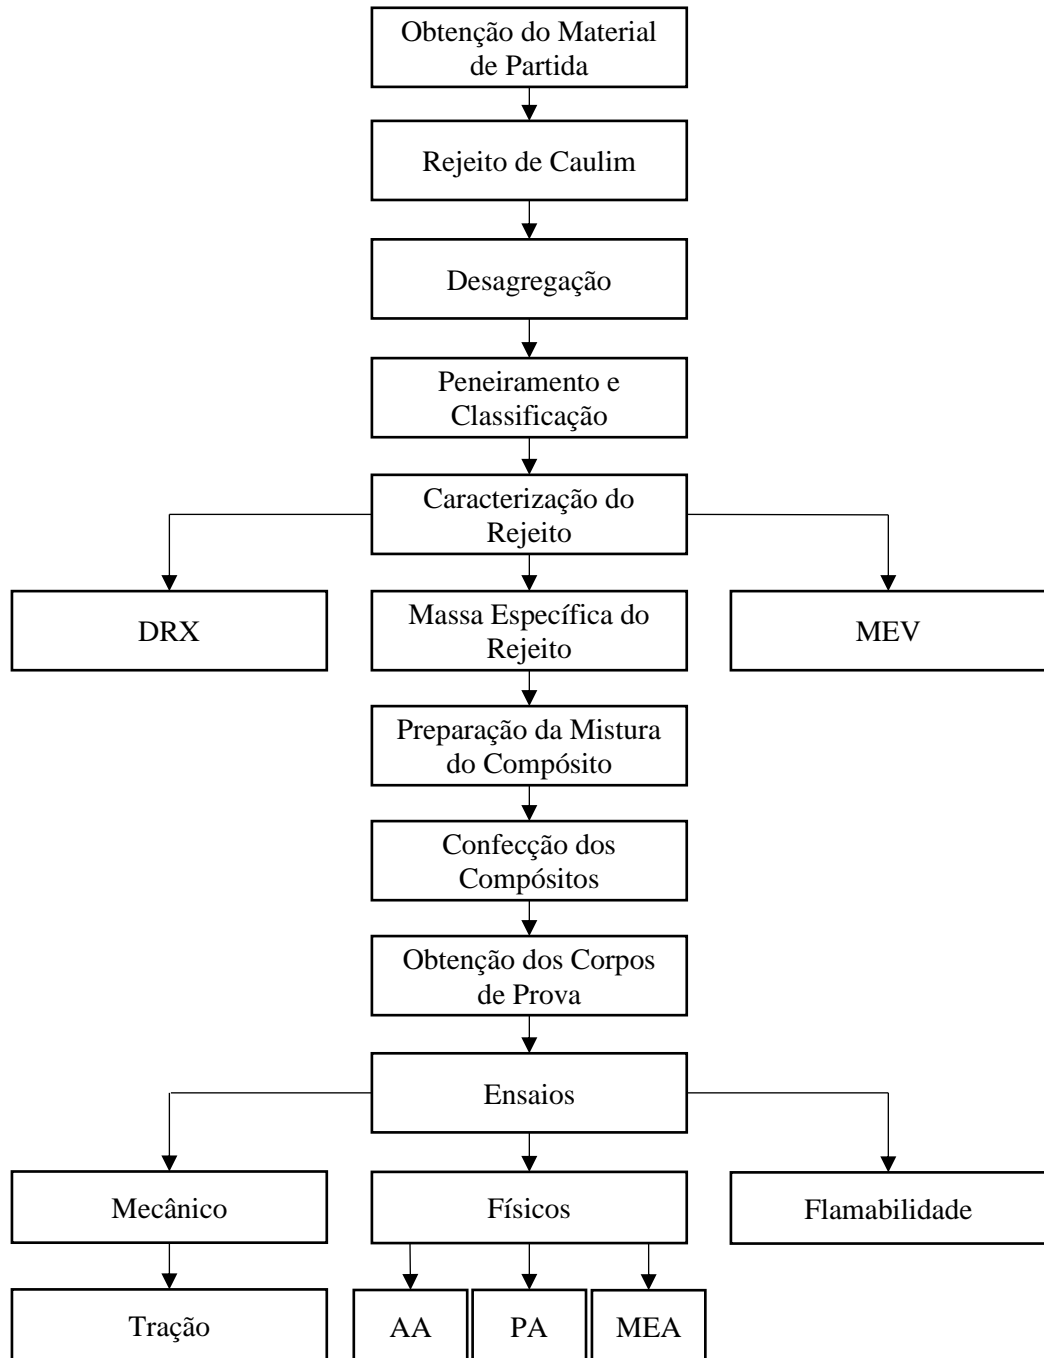 Obtenção do Material
de Partida
Rejeito de Caulim
Desagregação
Peneiramento e
Classificação
Caracterização do
Rejeito
DRX
Massa Específica do
Rejeito
MEV
Preparação da Mistura
do Compósito
Confecção dos
Compósitos
Obtenção dos Corpos
de Prova
Ensaios
Mecânico
Físicos
Flamabilidade
Tração
AA
PA
MEA